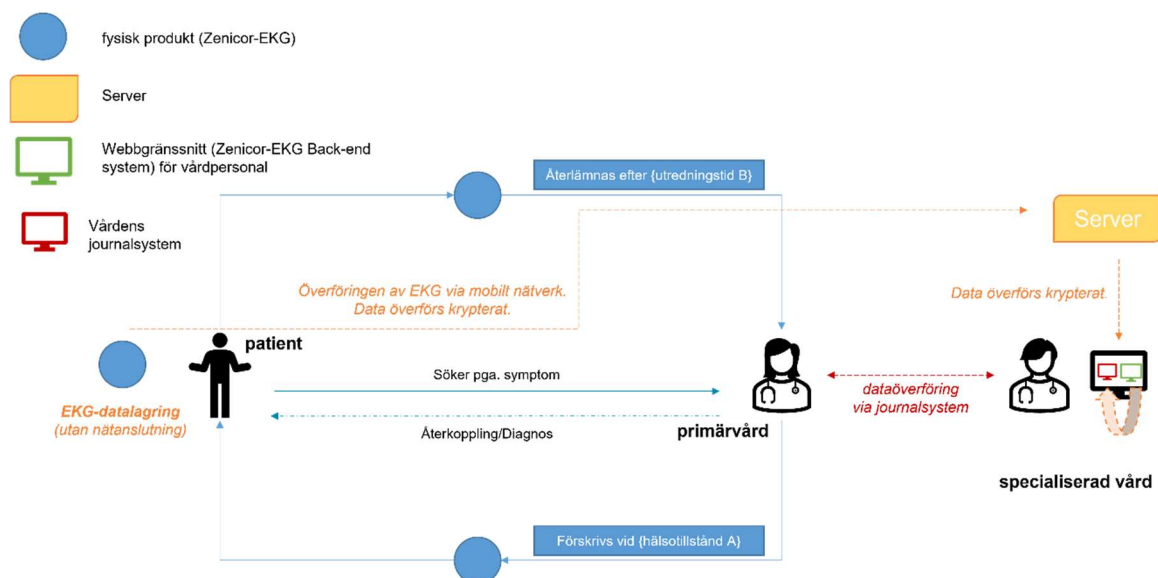 fysisk produkt (Zenicor-EKG)
Server
Webbgränssnitt (Zenicor-EKG Back-end
system) för vårdpersonal
Vårdens
journalsystem
Återlämnas efter {utredningstid B}
Server
Överföringen av EKG via mobilt nätverk.
Data överförs krypterat.
Data överförs krypterat.
patient
Söker pga. symptom
dataöverföring
via journalsystem
EKG-datalagring
(utan nätanslutning)
Återkoppling/Diagnos
primärvård
specialiserad vård
Förskrivs vid {hälsotillstånd A}